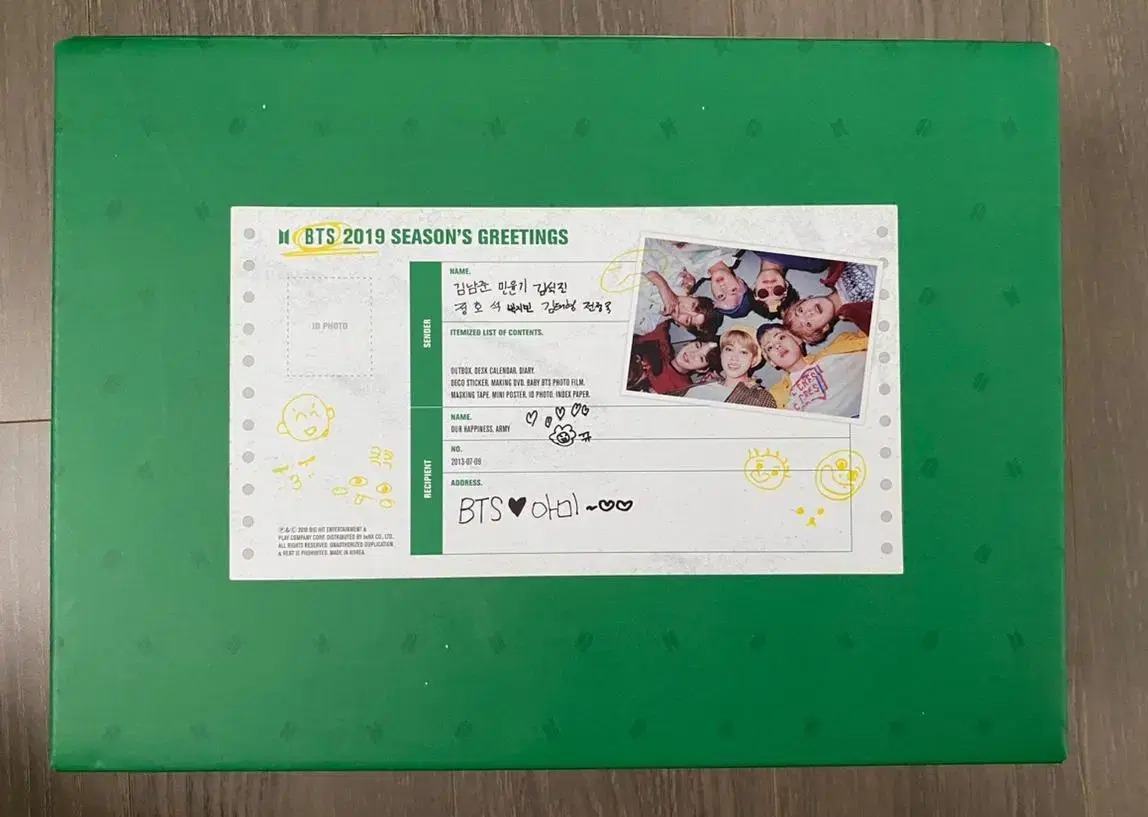 BTS 2019 SEASON'S GREETINGS
ID PHOTO
SENDER
NAME.
김남준 민윤기 김석진
정호석 박지민 김태형 전정국
ITEMIZED LIST OF CONTENTS.
OUTBOX. DESK CALENDAR. DIARY.
DECO STICKER. MAKING DVD. BABY BTS PHOTO FILM.
MASKING TAPE. MINI POSTER. ID PHOTO. INDEX PAPER.
RECIPIENT
NAME.
OUR HAPPINESS, ARMY
NO.
2013-07-09
ADDRESS.
BTS♥아미~♡♡
℗&© 2018 BIG HIT ENTERTAINMENT &
PLAY COMPANY CORP. DISTRIBUTED BY beNX CO., LTD.
ALL RIGHTS RESERVED. UNAUTHORIZED DUPLICATION
& RENT IS PROHIBITED. MADE IN KOREA.